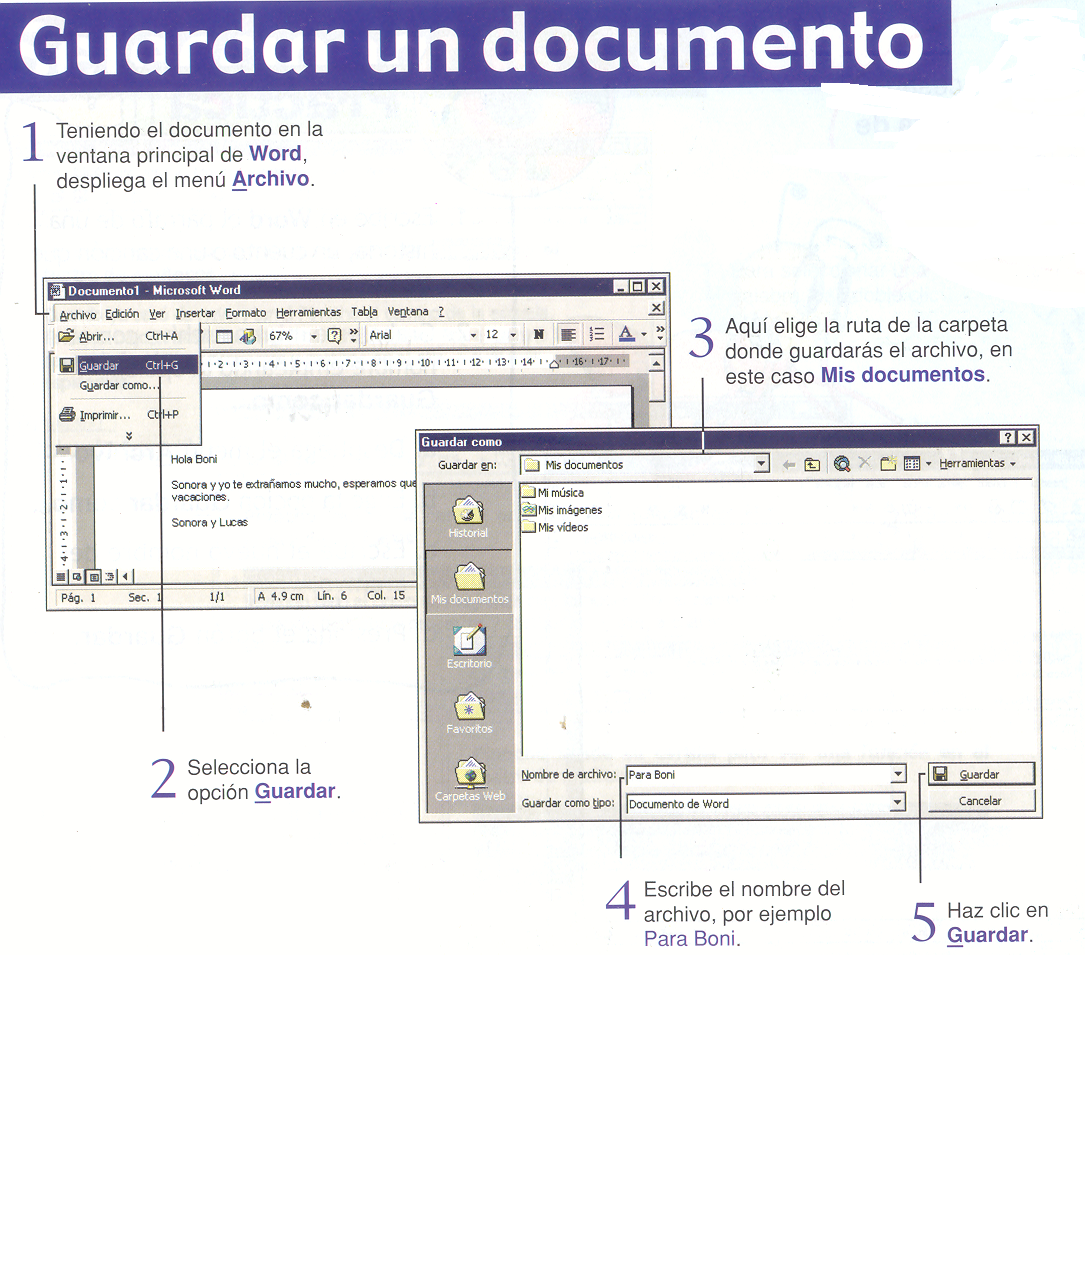 Guardar un documento
1 Teniendo el documento en la
ventana principal de Word,
despliega el menú Archivo.
Documento1 - Microsoft Word
Archivo Edición Ver Insertar Formato Herramientas Tabla Ventana ?
Abrir... Ctrl+A
67% Arial 12 N A
Guardar Ctrl+G
Guardar como...
Imprimir... Ctrl+P
Hola Boni
Sonora y yo te extrañamos mucho, esperamos que
vacaciones.
Sonora y Lucas
Pág. 1 Sec. 1 1/1 A 4.9 cm Lín. 6 Col. 15
2 Selecciona la
opción Guardar.
3 Aquí elige la ruta de la carpeta
donde guardarás el archivo, en
este caso Mis documentos.
Guardar como
Guardar en: Mis documentos Herramientas
Historial
Mis documentos
Escritorio
Favoritos
Carpetas Web
Mi música
Mis imágenes
Mis vídeos
Nombre de archivo: Para Boni Guardar
Guardar como tipo: Documento de Word Cancelar
4 Escribe el nombre del
archivo, por ejemplo
Para Boni.
5 Haz clic en
Guardar.